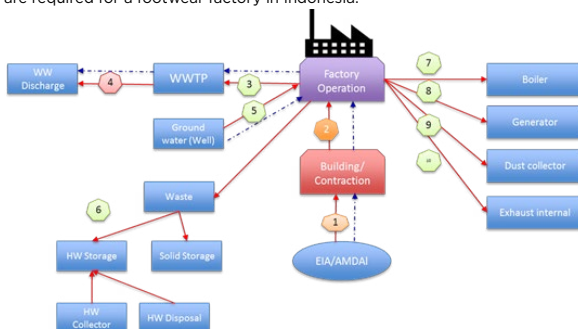 are required for a footwear factory in Indonesia.
7
4
WW
Discharge
WWTP
3
Factory
Operation
Boiler
8
5
Generator
9
Ground
water (Well)
2
Building/
Contraction
Dust collector
Waste
6
1
Exhaust internal
HW Storage
Solid Storage
EIA/AMDAl
HW
Collector
HW Disposal